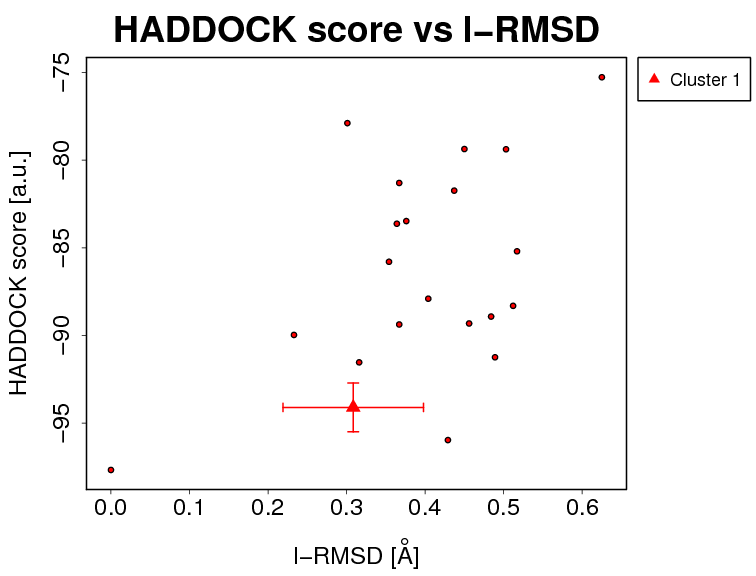 HADDOCK score vs I−RMSD
Cluster 1
HADDOCK score [a.u.]
−75
−80
−85
−90
−95
0.0 0.1 0.2 0.3 0.4 0.5 0.6
I−RMSD [Å]